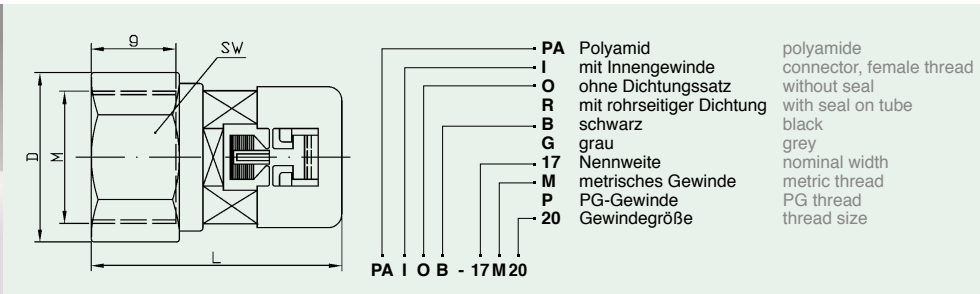 g
SW
D
M
L
PA Polyamid polyamide
I mit Innengewinde connector, female thread
O ohne Dichtungssatz without seal
R mit rohrseitiger Dichtung with seal on tube
B schwarz black
G grau grey
17 Nennweite nominal width
M metrisches Gewinde metric thread
P PG-Gewinde PG thread
20 Gewindegröße thread size
PA I O B - 17 M 20